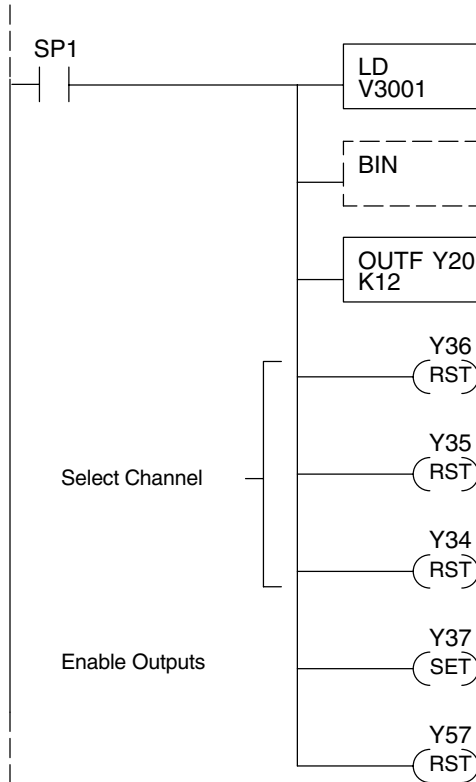 SP1
LD
V3001
BIN
OUTF Y20
K12
Y36
RST
Y35
RST
Select Channel
Y34
RST
Y37
Enable Outputs
SET
Y57
RST